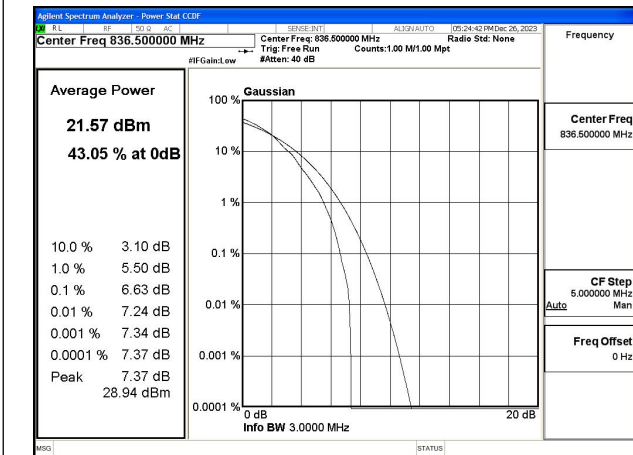 Agilent Spectrum Analyzer - Power Stat CCDF
RL RF 50 Ω AC SENSE:INT ALIGN AUTO 05:24:42 PM Dec 26, 2023
Center Freq 836.500000 MHz
Center Freq: 836.500000 MHz Radio Std: None
Trig: Free Run Counts:1.00 M/1.00 Mpt
#IFGain:Low #Atten: 40 dB
Frequency
Average Power
21.57 dBm
43.05 % at 0dB
10.0 % 3.10 dB
1.0 % 5.50 dB
0.1 % 6.63 dB
0.01 % 7.24 dB
0.001 % 7.34 dB
0.0001 % 7.37 dB
Peak 7.37 dB
28.94 dBm
Gaussian
100 %
10 %
1 %
0.1 %
0.01 %
0.001 %
0.0001 %
0 dB 20 dB
Info BW 3.0000 MHz
Center Freq
836.500000 MHz
CF Step
5.000000 MHz
Auto Man
Freq Offset
0 Hz
MSG STATUS